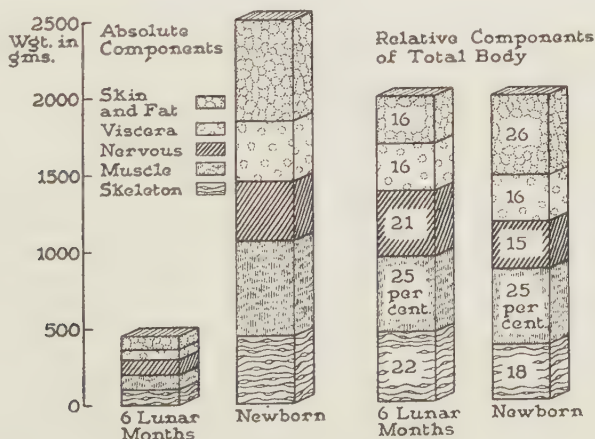 2500
Wgt. in
gms.
2000
1500
1000
500
0
Absolute
Components
Skin
and Fat
Viscera
Nervous
Muscle
Skeleton
6 Lunar
Months
Newborn
Relative Components
of Total Body
16
16
21
25
per
cent.
22
6 Lunar
Months
26
16
15
25
per
cent.
18
Newborn